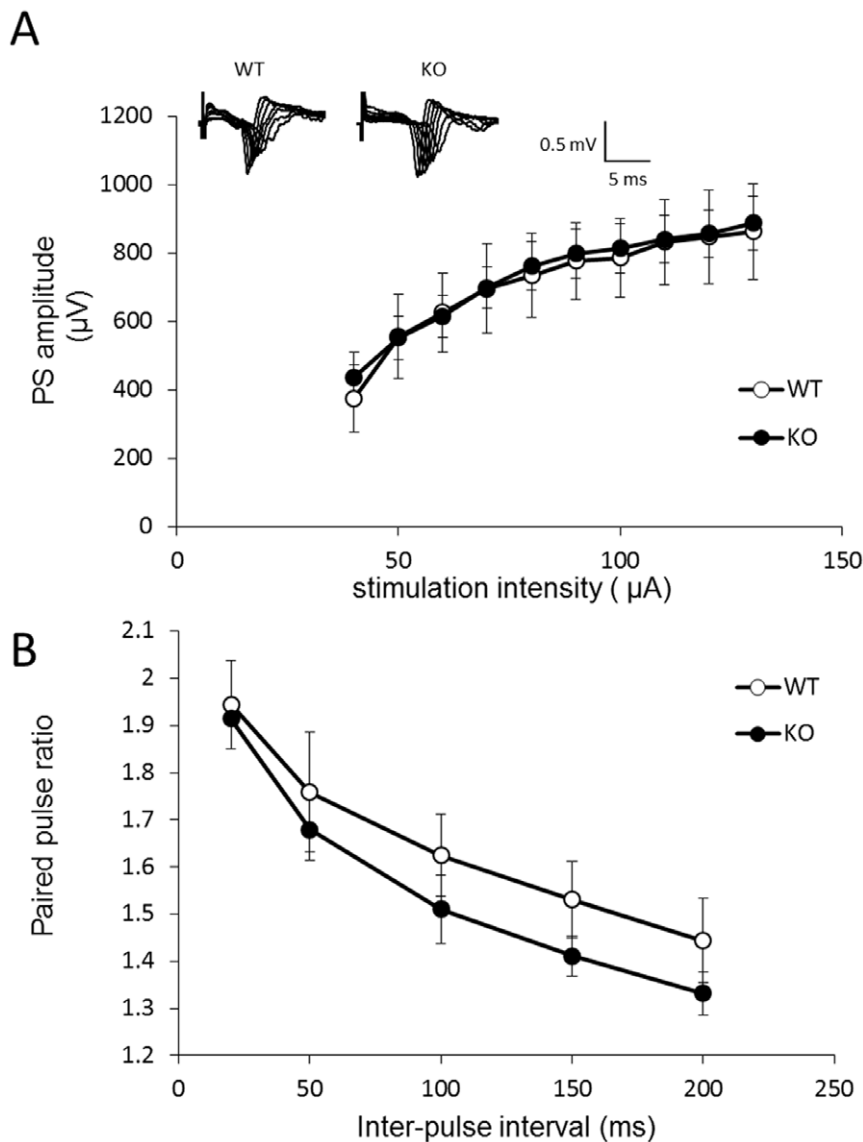 A
WT KO
1200
0.5 mV
5 ms
1000
800
600
400
200
0
PS amplitude
(µV)
WT
KO
0 50 100 150
stimulation intensity ( µA)
B
2.1
2
1.9
1.8
1.7
1.6
1.5
1.4
1.3
1.2
Paired pulse ratio
WT
KO
0 50 100 150 200 250
Inter-pulse interval (ms)